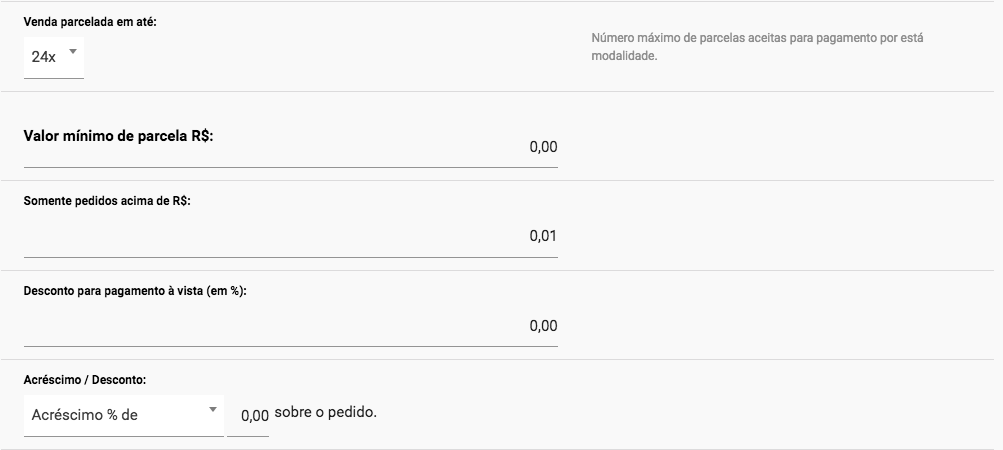 Venda parcelada em até:
24x
Número máximo de parcelas aceitas para pagamento por está
modalidade.
Valor mínimo de parcela R$:
0,00
Somente pedidos acima de R$:
0,01
Desconto para pagamento à vista (em %):
0,00
Acréscimo / Desconto:
Acréscimo % de 0,00 sobre o pedido.